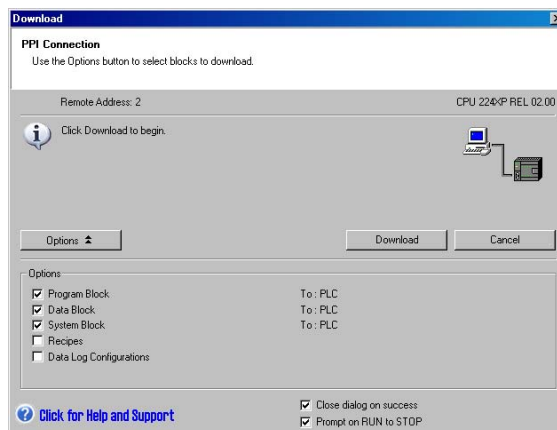 Download
PPI Connection
Use the Options button to select blocks to download.
Remote Address: 2
CPU 224XP REL 02.00
Click Download to begin.
Options
Download
Cancel
Options
Program Block To : PLC
Data Block To : PLC
System Block To : PLC
Recipes
Data Log Configurations
Click for Help and Support
Close dialog on success
Prompt on RUN to STOP